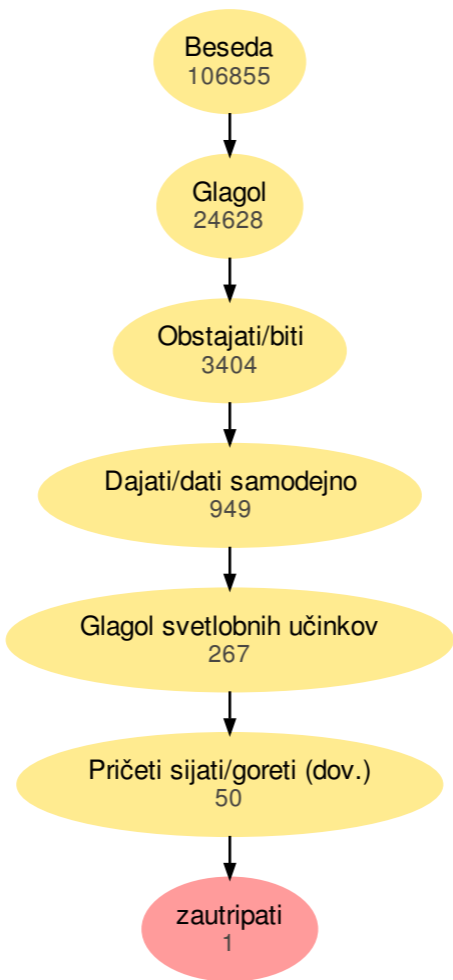 Beseda
106855
Glagol
24628
Obstajati/biti
3404
Dajati/dati samodejno
949
Glagol svetlobnih učinkov
267
Pričeti sijati/goreti (dov.)
50
zautripati
1